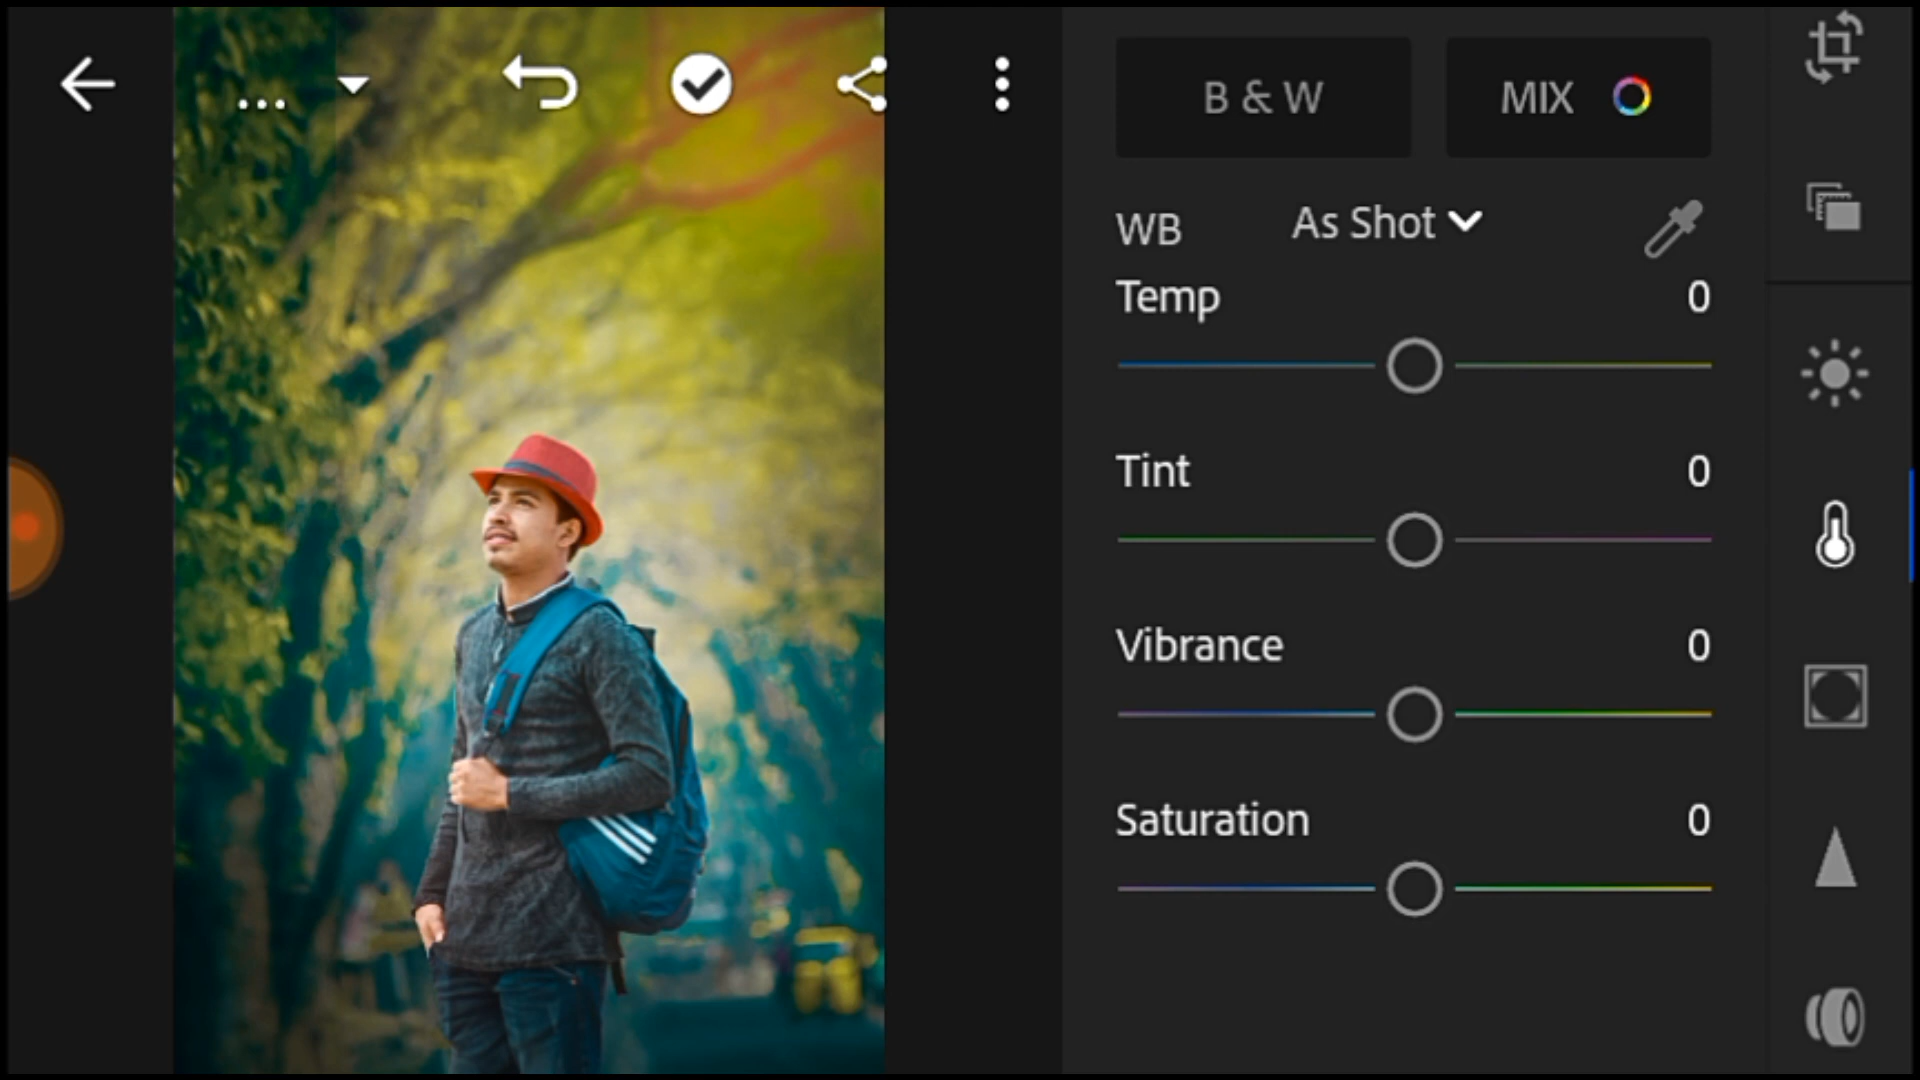 B & W
MIX
WB
As Shot
Temp 0
Tint 0
Vibrance 0
Saturation 0